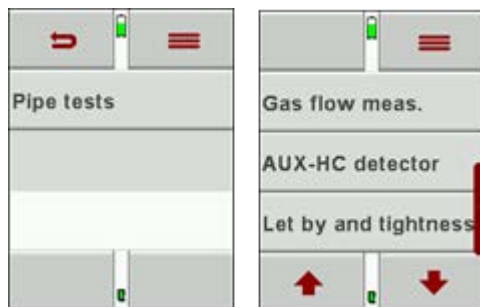 Pipe tests
Gas flow meas.
AUX-HC detector
Let by and tightness